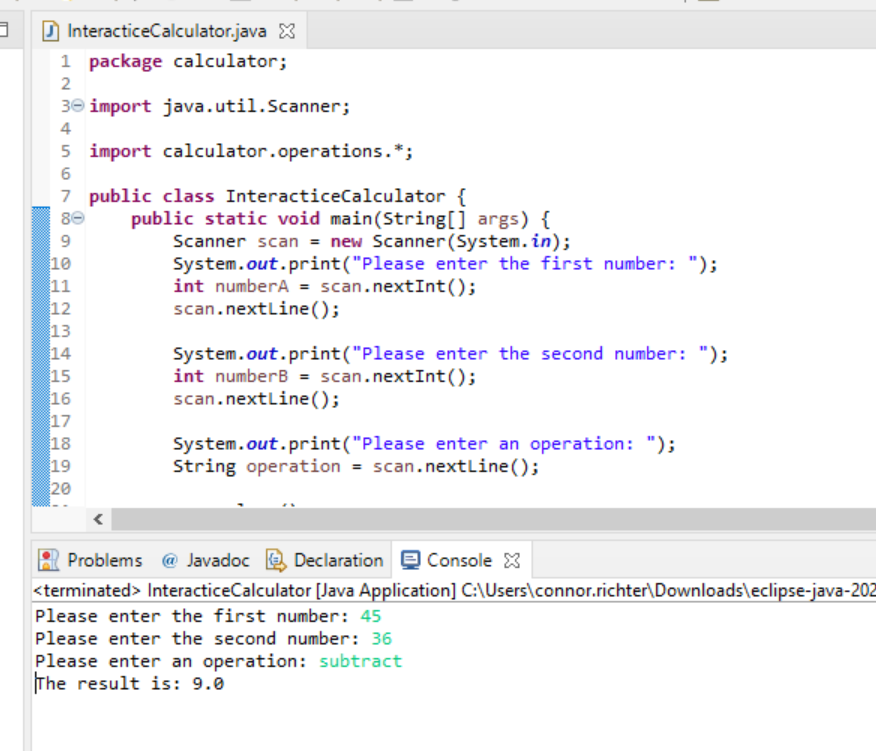 InteracticeCalculator.java
1 package calculator;
2
3 import java.util.Scanner;
4
5 import calculator.operations.*;
6
7 public class InteracticeCalculator {
8 public static void main(String[] args) {
9 Scanner scan = new Scanner(System.in);
10 System.out.print("Please enter the first number: ");
11 int numberA = scan.nextInt();
12 scan.nextLine();
13
14 System.out.print("Please enter the second number: ");
15 int numberB = scan.nextInt();
16 scan.nextLine();
17
18 System.out.print("Please enter an operation: ");
19 String operation = scan.nextLine();
20
Problems @ Javadoc Declaration Console
<terminated> InteracticeCalculator [Java Application] C:\Users\connor.richter\Downloads\eclipse-java-202
Please enter the first number: 45
Please enter the second number: 36
Please enter an operation: subtract
The result is: 9.0